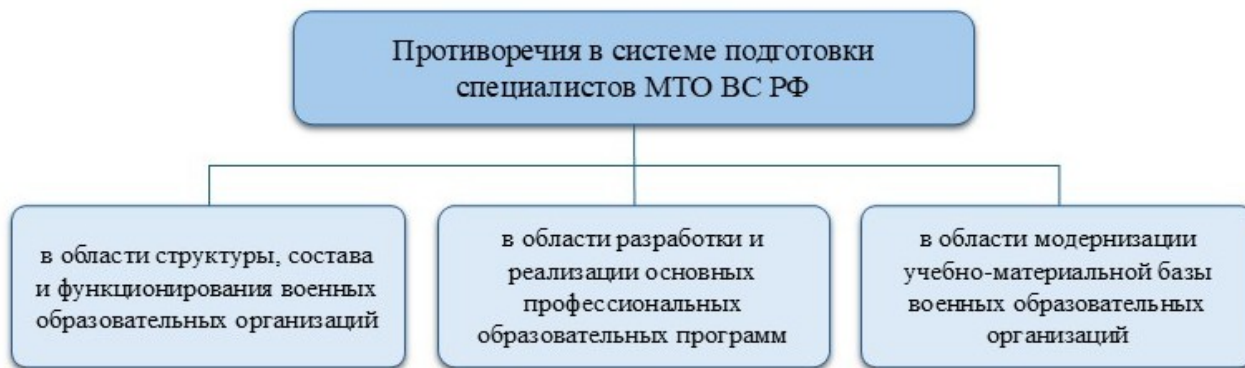 Противоречия в системе подготовки
специалистов МТО ВС РФ
в области структуры, состава
и функционирования военных
образовательных организаций
в области разработки и
реализации основных
профессиональных
образовательных программ
в области модернизации
учебно-материальной базы
военных образовательных
организаций